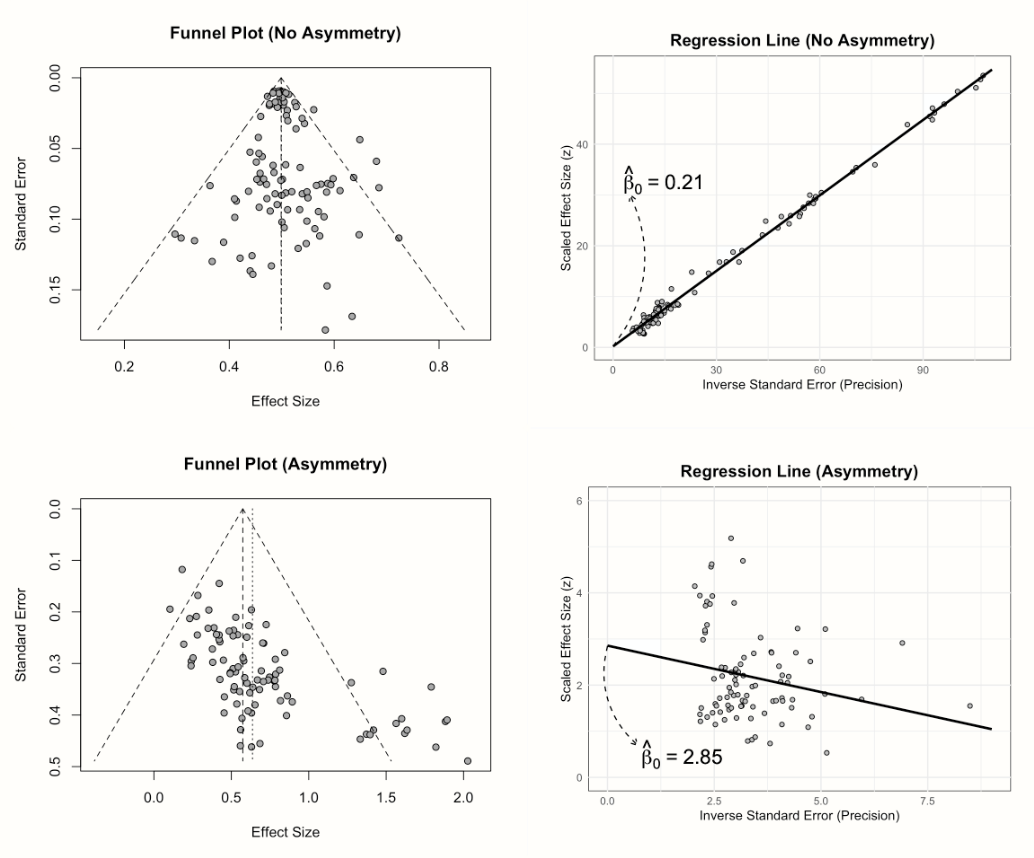 Funnel Plot (No Asymmetry)
0.00
0.05
0.10
0.15
Standard Error
0.2 0.4 0.6 0.8
Effect Size
Regression Line (No Asymmetry)
40
20
0
Scaled Effect Size (z)
β̂0 = 0.21
0 30 60 90
Inverse Standard Error (Precision)
Funnel Plot (Asymmetry)
0.0
0.1
0.2
0.3
0.4
0.5
Standard Error
0.0 0.5 1.0 1.5 2.0
Effect Size
Regression Line (Asymmetry)
6
4
2
0
Scaled Effect Size (z)
β̂0 = 2.85
0.0 2.5 5.0 7.5
Inverse Standard Error (Precision)